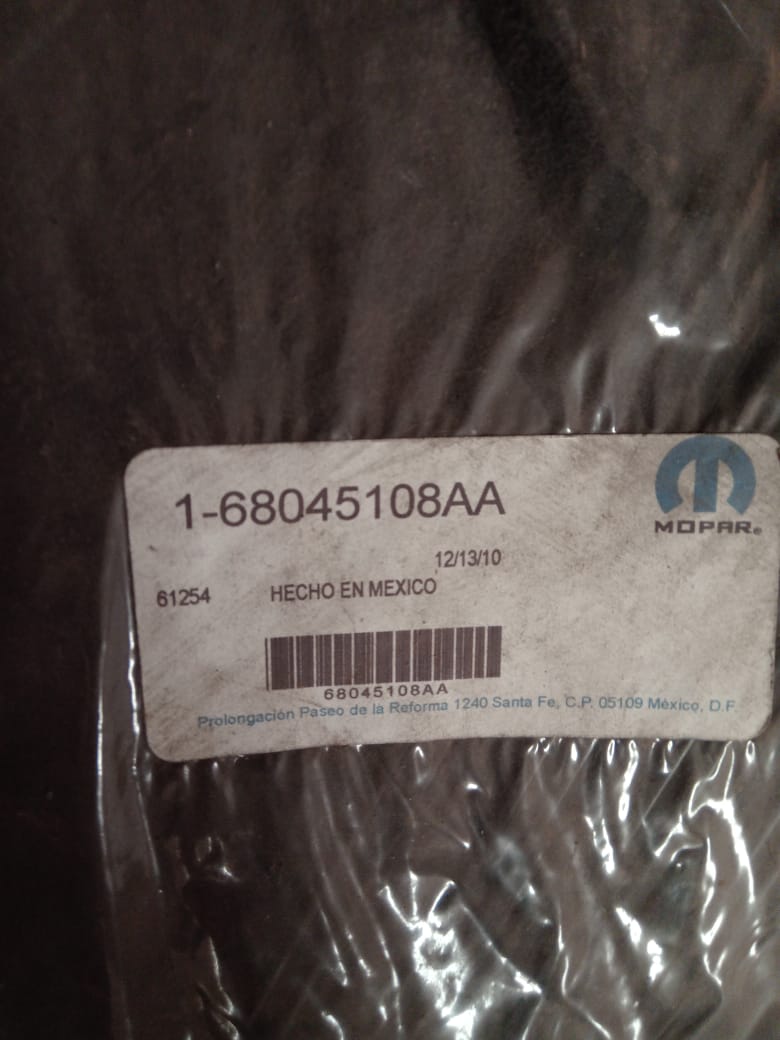 1-68045108AA
MOPAR®
12/13/10
61254 HECHO EN MEXICO
68045108AA
Prolongación Paseo de la Reforma 1240 Santa Fe, C.P. 05109 México, D.F.